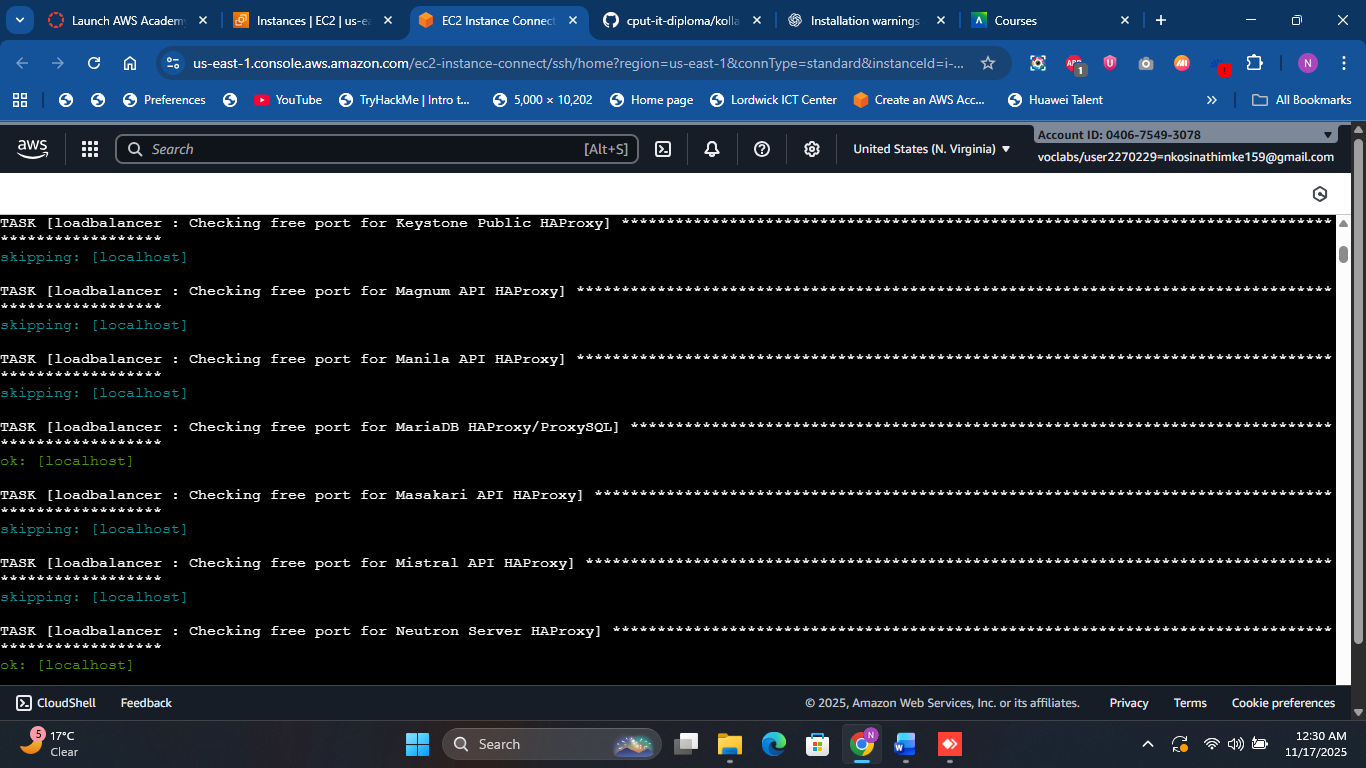 Launch AWS Academy
Instances | EC2 | us-ea
EC2 Instance Connect
cput-it-diploma/kolla
Installation warnings
Courses
us-east-1.console.aws.amazon.com/ec2-instance-connect/ssh/home?region=us-east-1&connType=standard&instanceId=i-...
ABP
1
U
N
Preferences
YouTube
TryHackMe | Intro t...
5,000 × 10,202
Home page
Lordwick ICT Center
Create an AWS Acc...
Huawei Talent
»
All Bookmarks
aws
Search
[Alt+S]
United States (N. Virginia)
Account ID: 0406-7549-3078
voclabs/user2270229=nkosinathimke159@gmail.com
TASK [loadbalancer : Checking free port for Keystone Public HAProxy] *******************************************************************************
******************
skipping: [localhost]
TASK [loadbalancer : Checking free port for Magnum API HAProxy] ************************************************************************************
******************
skipping: [localhost]
TASK [loadbalancer : Checking free port for Manila API HAProxy] ************************************************************************************
******************
skipping: [localhost]
TASK [loadbalancer : Checking free port for MariaDB HAProxy/ProxySQL] ******************************************************************************
******************
ok: [localhost]
TASK [loadbalancer : Checking free port for Masakari API HAProxy] **********************************************************************************
******************
skipping: [localhost]
TASK [loadbalancer : Checking free port for Mistral API HAProxy] ***********************************************************************************
******************
skipping: [localhost]
TASK [loadbalancer : Checking free port for Neutron Server HAProxy] ********************************************************************************
******************
ok: [localhost]
CloudShell
Feedback
© 2025, Amazon Web Services, Inc. or its affiliates.
Privacy
Terms
Cookie preferences
5
17°C
Clear
Search
N
12:30 AM
11/17/2025